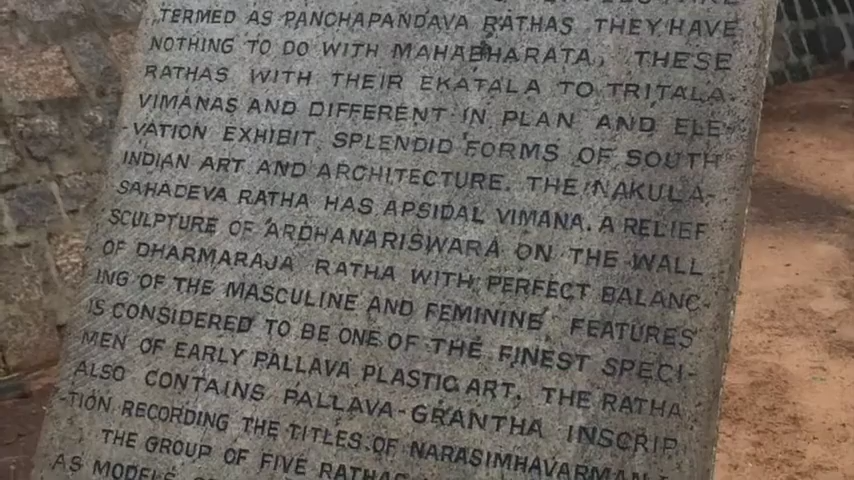 TERMED AS PANCHAPANDAVA RATHAS THEY HAVE
NOTHING TO DO WITH MAHABHARATA, THESE
RATHAS WITH THEIR EKATALA TO TRITALA
VIMANAS AND DIFFERENT IN PLAN AND ELE-
-VATION EXHIBIT SPLENDID FORMS OF SOUTH
INDIAN ART AND ARCHITECTURE. THE NAKULA-
SAHADEVA RATHA HAS APSIDAL VIMANA. A RELIEF
SCULPTURE OF ARDHANARISWARA ON THE WALL
OF DHARMARAJA RATHA WITH PERFECT BALANC-
ING OF THE MASCULINE AND FEMININE FEATURES
IS CONSIDERED TO BE ONE OF THE FINEST SPECI-
MEN OF EARLY PALLAVA PLASTIC ART. THE RATHA
ALSO CONTAINS PALLAVA-GRANTHA INSCRIP
-TION RECORDING THE TITLES OF NARASIMHAVARMAN I
THE GROUP OF FIVE RATHAS
AS MODELS